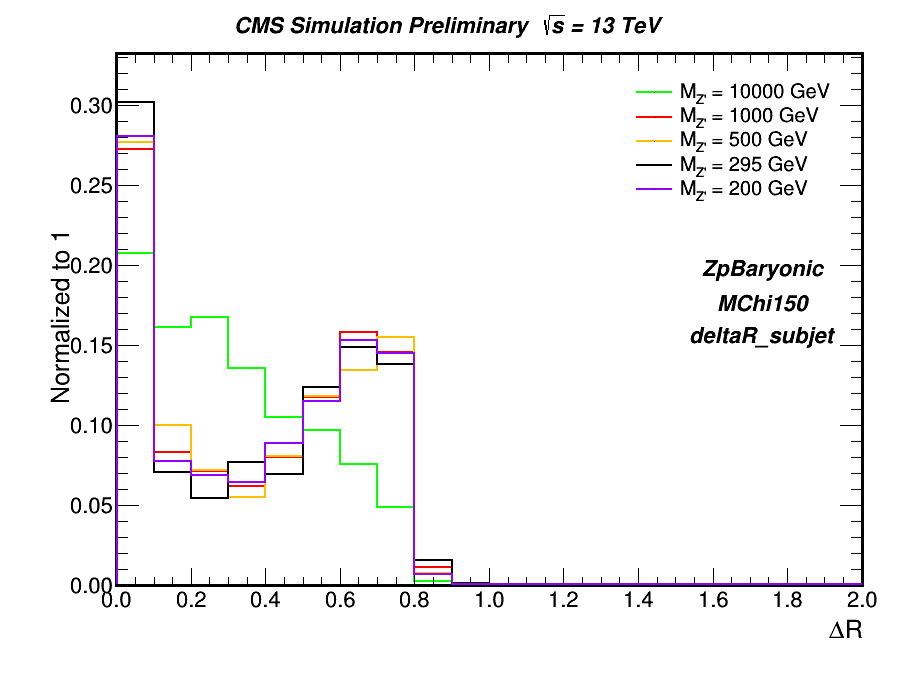 CMS Simulation Preliminary √s = 13 TeV
Normalized to 1
0.30
0.25
0.20
0.15
0.10
0.05
0.00
M_Z' = 10000 GeV
M_Z' = 1000 GeV
M_Z' = 500 GeV
M_Z' = 295 GeV
M_Z' = 200 GeV
ZpBaryonic
MChi150
deltaR_subjet
0.0 0.2 0.4 0.6 0.8 1.0 1.2 1.4 1.6 1.8 2.0
ΔR